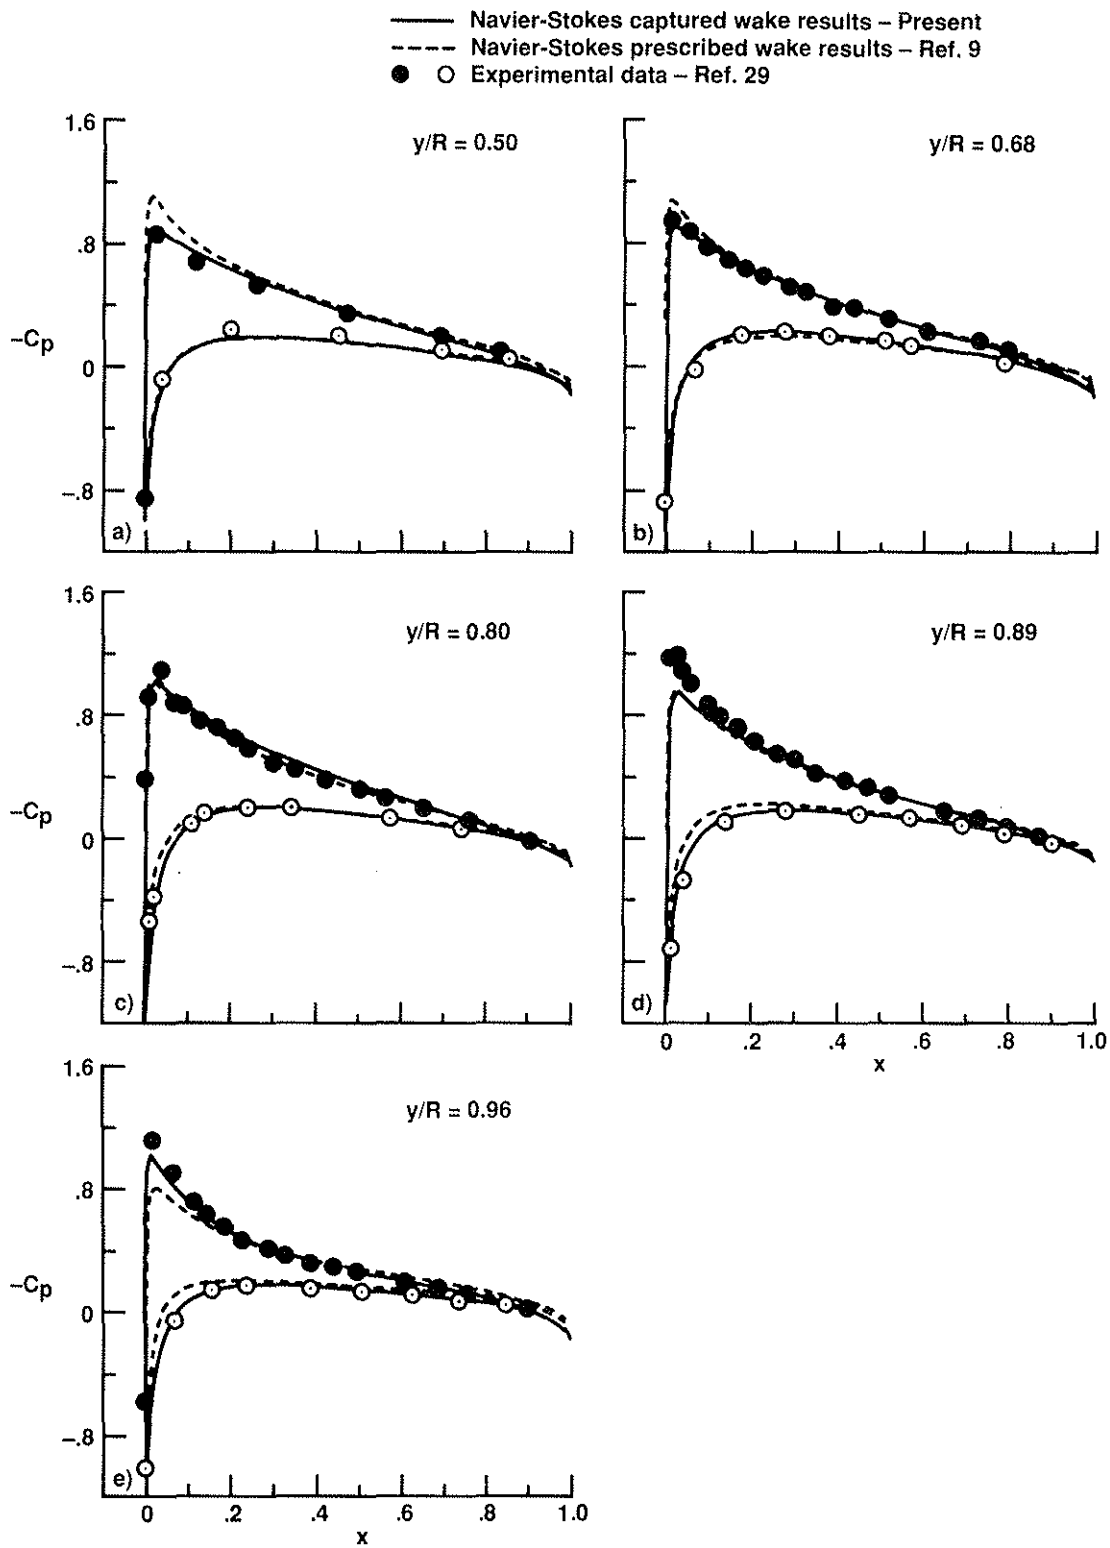 Navier-Stokes captured wake results – Present
Navier-Stokes prescribed wake results – Ref. 9
Experimental data – Ref. 29
1.6
y/R = 0.50
y/R = 0.68
.8
–Cp
0
–.8
a)
b)
1.6
y/R = 0.80
y/R = 0.89
.8
–Cp
0
–.8
c)
d)
0 .2 .4 .6 .8 1.0
x
1.6
y/R = 0.96
.8
–Cp
0
–.8
e)
0 .2 .4 .6 .8 1.0
x